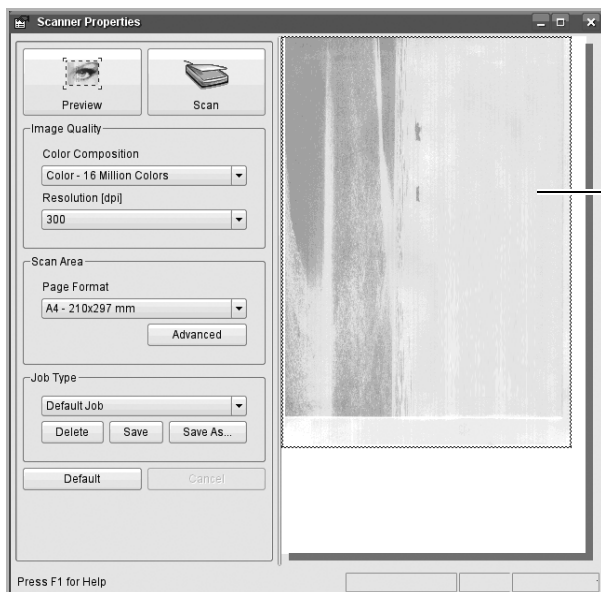 Scanner Properties
Preview
Scan
Image Quality
Color Composition
Color - 16 Million Colors
Resolution [dpi]
300
Scan Area
Page Format
A4 - 210x297 mm
Advanced
Job Type
Default Job
Delete
Save
Save As...
Default
Cancel
Press F1 for Help